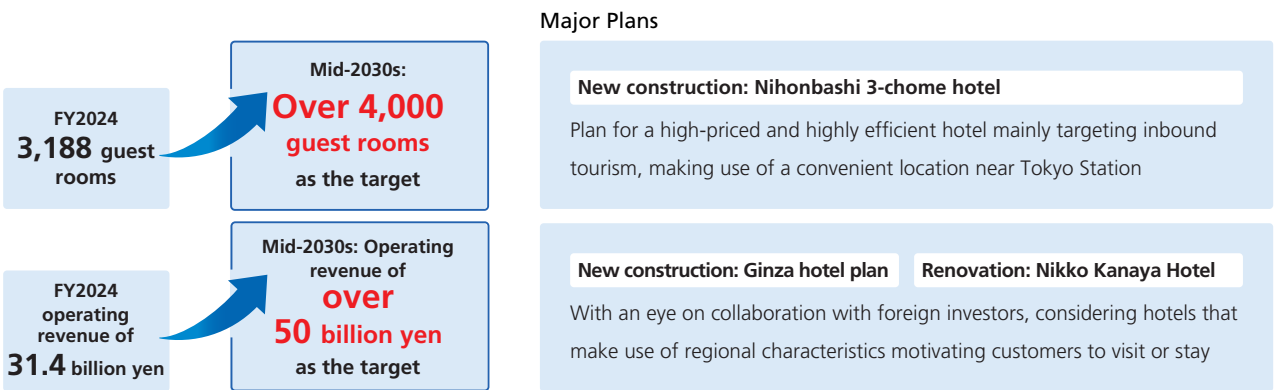 FY2024
3,188 guest
rooms
Mid-2030s:
Over 4,000
guest rooms
as the target
FY2024
operating
revenue of
31.4 billion yen
Mid-2030s: Operating
revenue of
over
50 billion yen
as the target
Major Plans
New construction: Nihonbashi 3-chome hotel
Plan for a high-priced and highly efficient hotel mainly targeting inbound
tourism, making use of a convenient location near Tokyo Station
New construction: Ginza hotel plan
Renovation: Nikko Kanaya Hotel
With an eye on collaboration with foreign investors, considering hotels that
make use of regional characteristics motivating customers to visit or stay